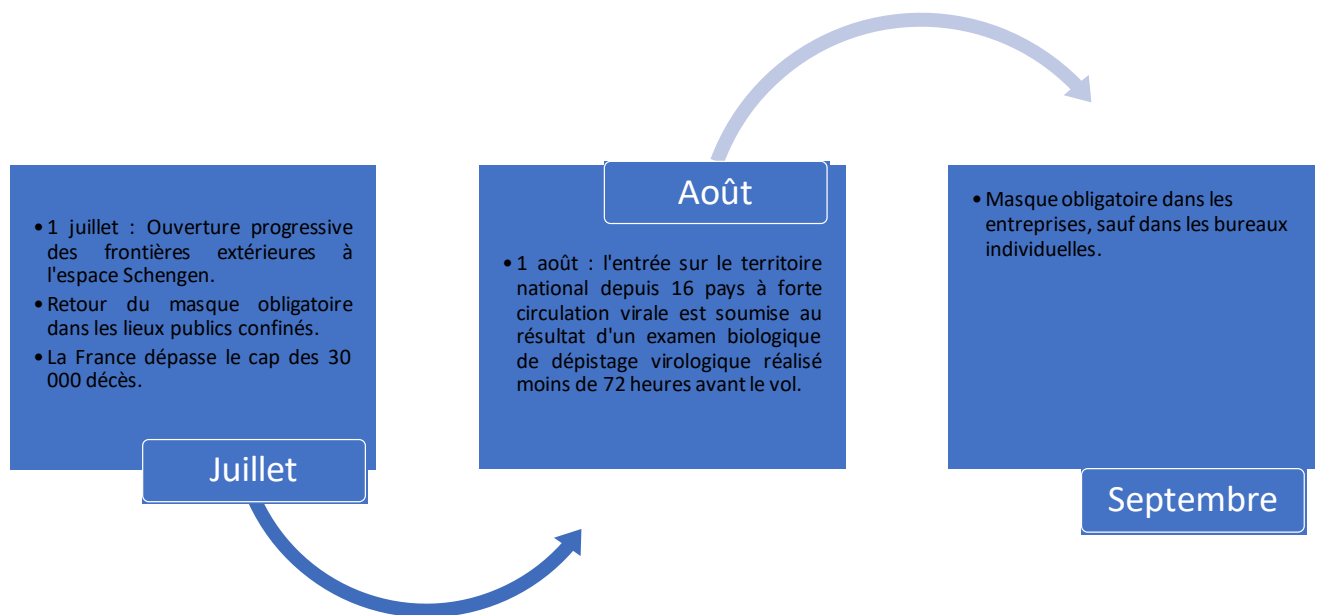 •1 juillet : Ouverture progressive
des frontières extérieures à
l'espace Schengen.
•Retour du masque obligatoire
dans les lieux publics confinés.
•La France dépasse le cap des 30
000 décès.
Juillet
Août
•1 août : l'entrée sur le territoire
national depuis 16 pays à forte
circulation virale est soumise au
résultat d'un examen biologique
de dépistage virologique réalisé
moins de 72 heures avant le vol.
•Masque obligatoire dans les
entreprises, sauf dans les bureaux
individuelles.
Septembre